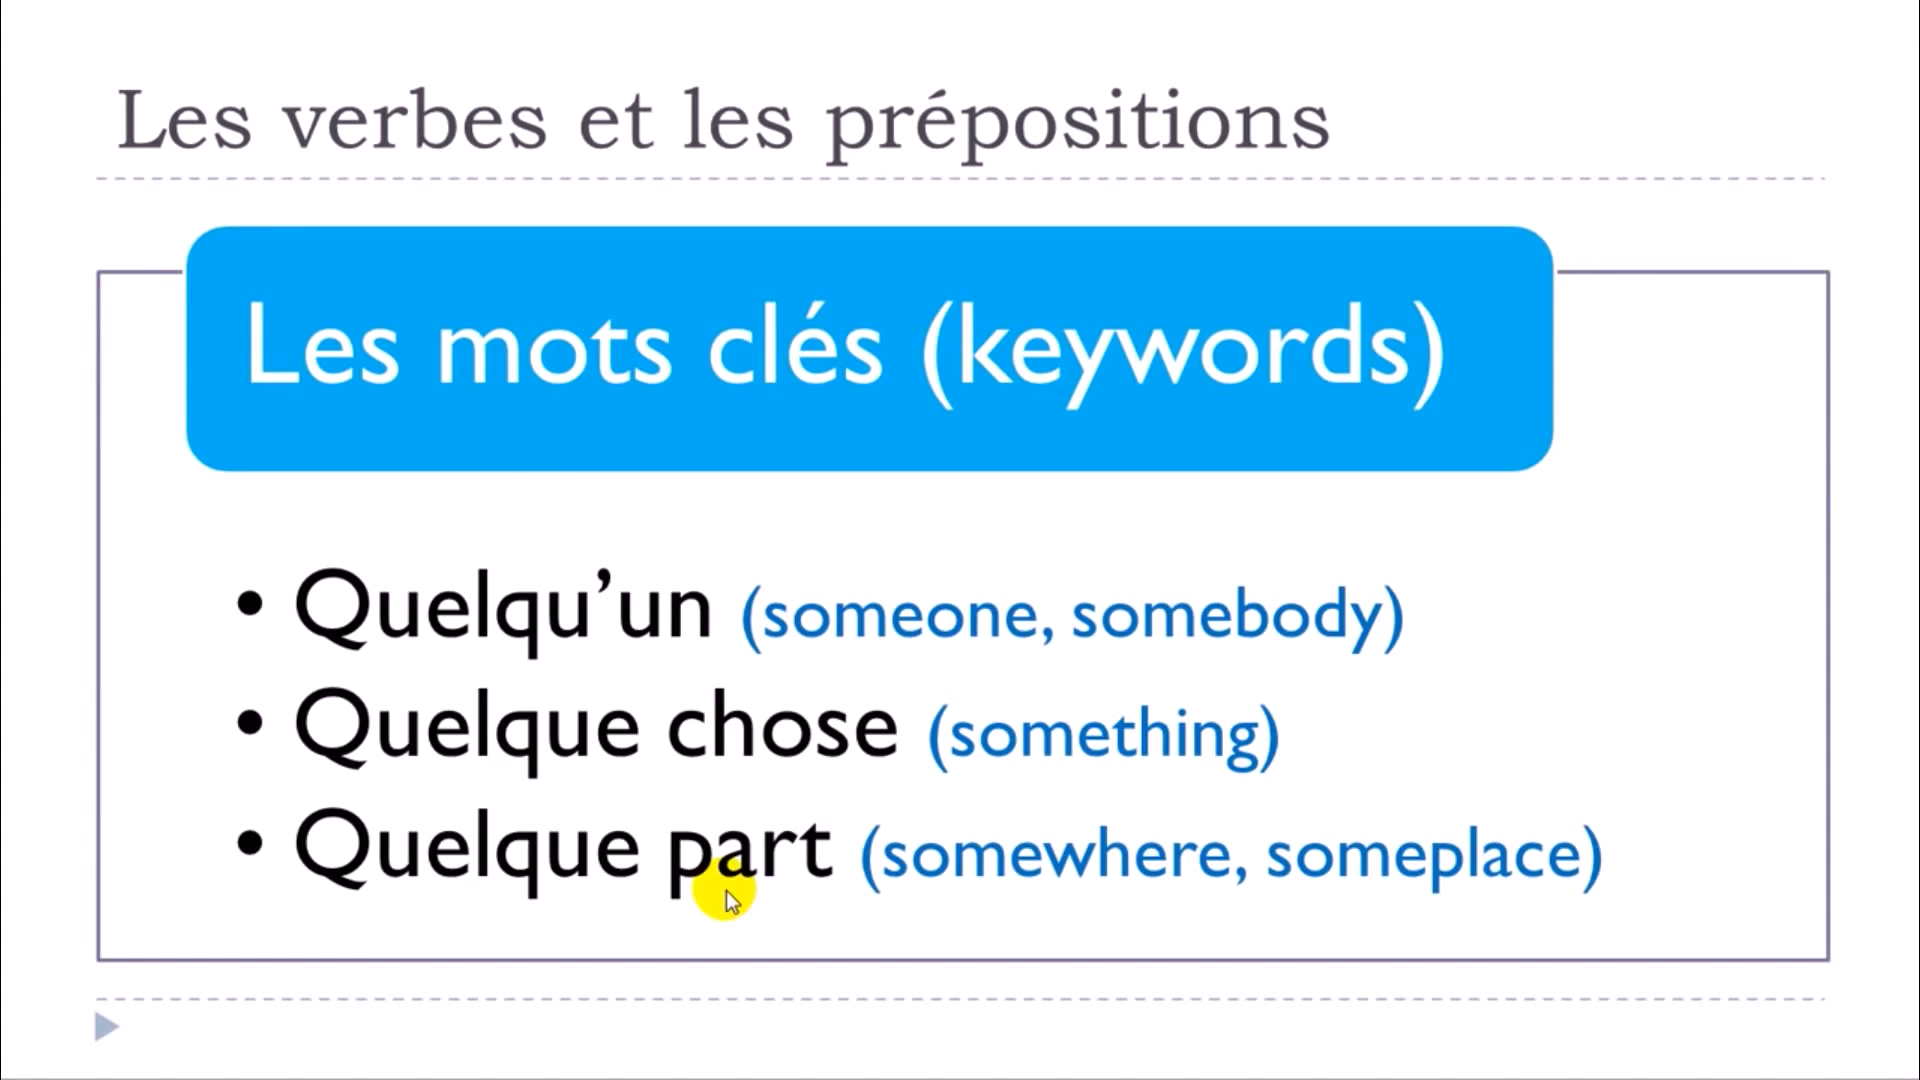 Les verbes et les prépositions
Les mots clés (keywords)
• Quelqu’un (someone, somebody)
• Quelque chose (something)
• Quelque part (somewhere, someplace)